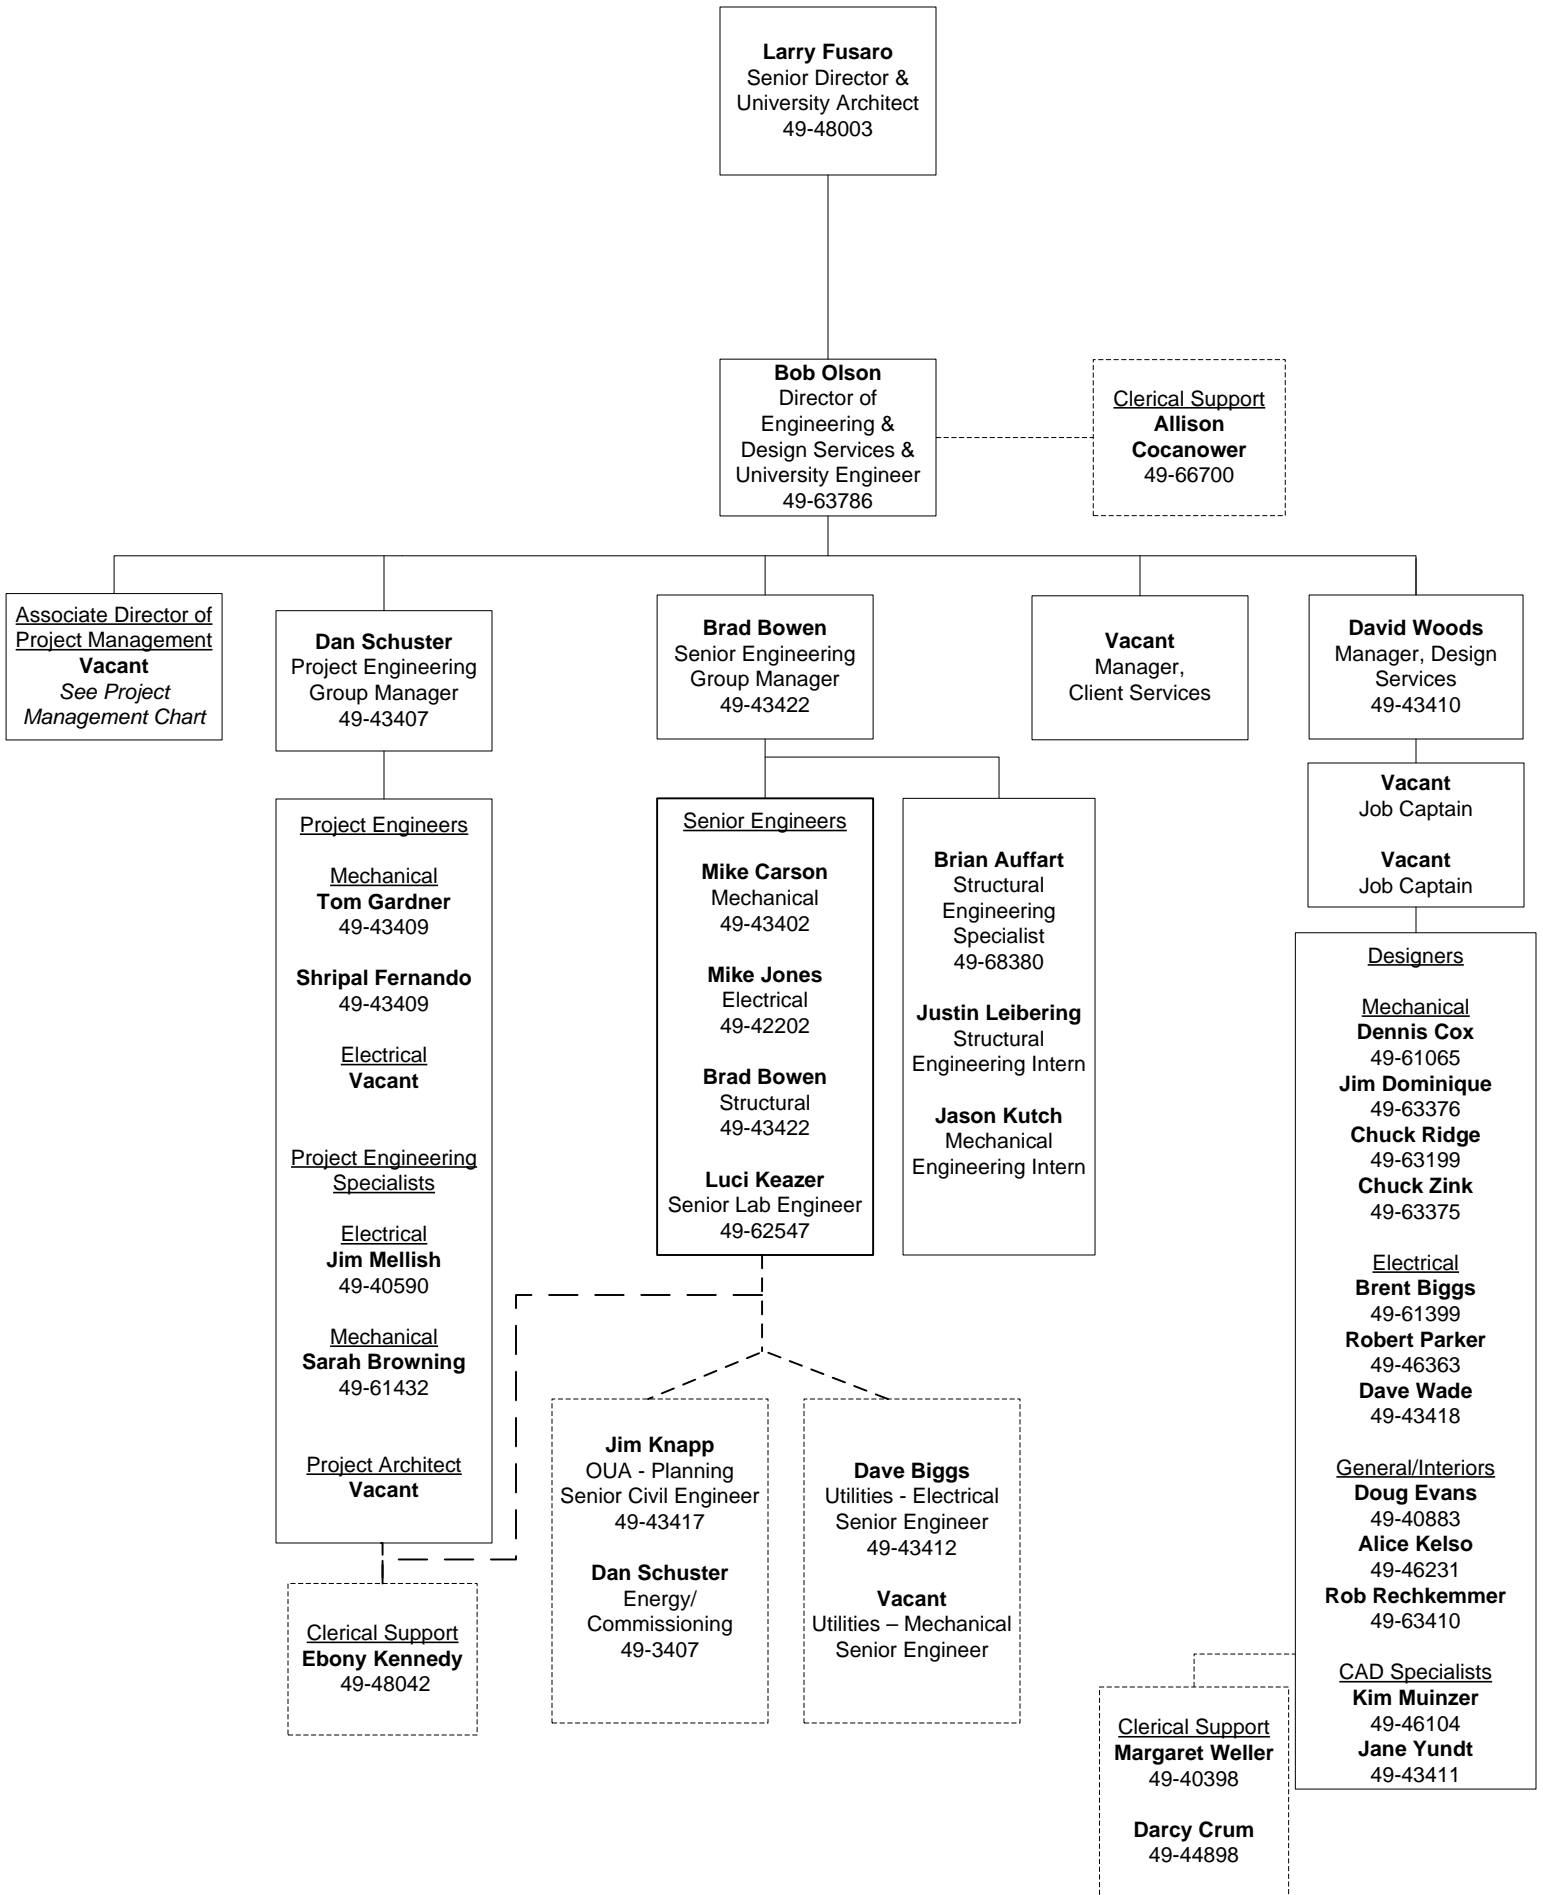 Larry Fusaro
Senior Director &
University Architect
49-48003
Bob Olson
Director of
Engineering &
Design Services &
University Engineer
49-63786
Clerical Support
Allison
Cocanower
49-66700
Associate Director of
Project Management
Vacant
See Project
Management Chart
Dan Schuster
Project Engineering
Group Manager
49-43407
Brad Bowen
Senior Engineering
Group Manager
49-43422
Vacant
Manager,
Client Services
David Woods
Manager, Design
Services
49-43410
Project Engineers
Mechanical
Tom Gardner
49-43409
Shripal Fernando
49-43409
Electrical
Vacant
Project Engineering
Specialists
Electrical
Jim Mellish
49-40590
Mechanical
Sarah Browning
49-61432
Project Architect
Vacant
Senior Engineers
Mike Carson
Mechanical
49-43402
Mike Jones
Electrical
49-42202
Brad Bowen
Structural
49-43422
Luci Keazer
Senior Lab Engineer
49-62547
Brian Auffart
Structural
Engineering
Specialist
49-68380
Justin Leibering
Structural
Engineering Intern
Jason Kutch
Mechanical
Engineering Intern
Vacant
Job Captain
Vacant
Job Captain
Designers
Mechanical
Dennis Cox
49-61065
Jim Dominique
49-63376
Chuck Ridge
49-63199
Chuck Zink
49-63375
Electrical
Brent Biggs
49-61399
Robert Parker
49-46363
Dave Wade
49-43418
General/Interiors
Doug Evans
49-40883
Alice Kelso
49-46231
Rob Rechkemmer
49-63410
CAD Specialists
Kim Muinzer
49-46104
Jane Yundt
49-43411
Clerical Support
Ebony Kennedy
49-48042
Jim Knapp
OUA - Planning
Senior Civil Engineer
49-43417
Dan Schuster
Energy/
Commissioning
49-3407
Dave Biggs
Utilities - Electrical
Senior Engineer
49-43412
Vacant
Utilities – Mechanical
Senior Engineer
Clerical Support
Margaret Weller
49-40398
Darcy Crum
49-44898